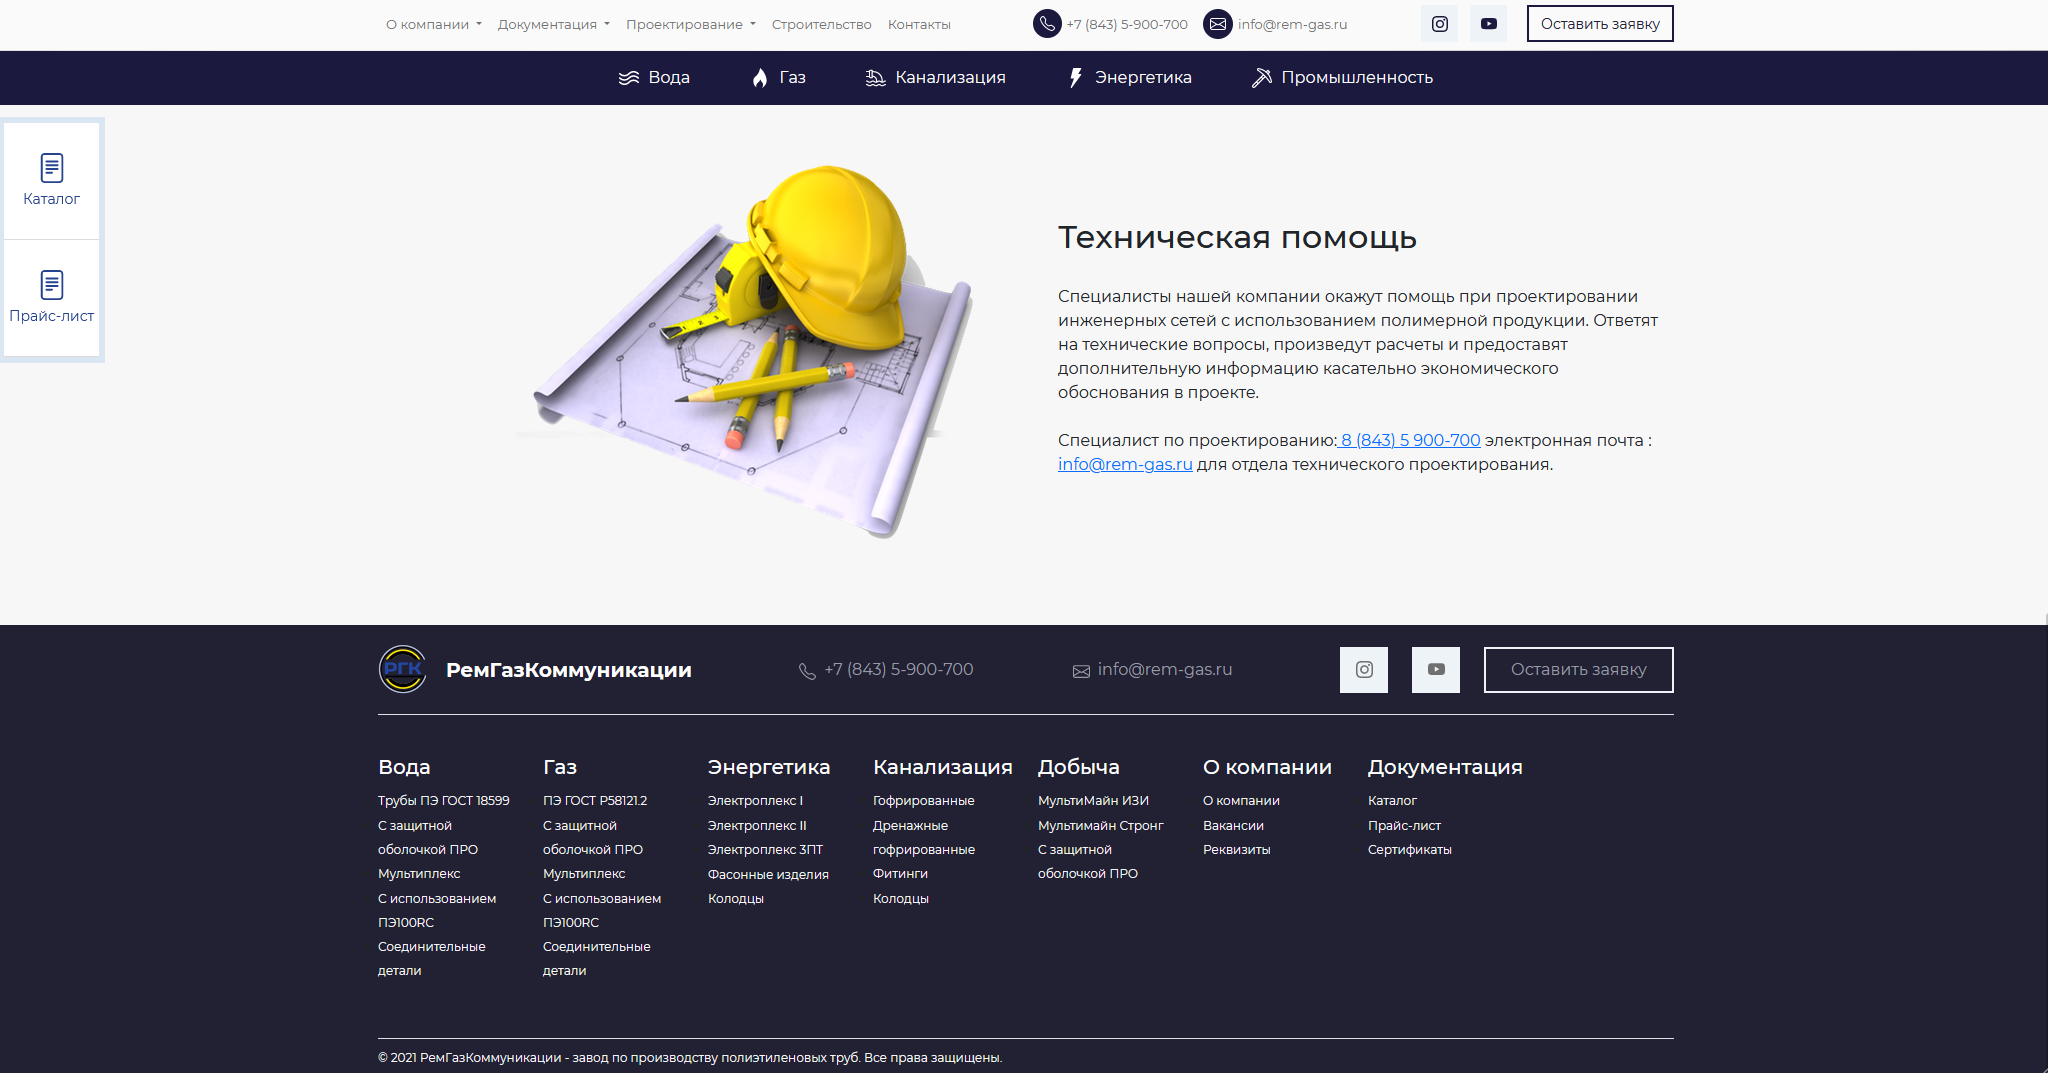 О компании
Документация
Проектирование
Строительство
Контакты
+7 (843) 5-900-700
info@rem-gas.ru
Оставить заявку
Вода
Газ
Канализация
Энергетика
Промышленность
Каталог
Прайс-лист
Техническая помощь
Специалисты нашей компании окажут помощь при проектировании
инженерных сетей с использованием полимерной продукции. Ответят
на технические вопросы, произведут расчеты и предоставят
дополнительную информацию касательно экономического
обоснования в проекте.
Специалист по проектированию: 8 (843) 5 900-700 электронная почта :
info@rem-gas.ru для отдела технического проектирования.
РГК
РемГазКоммуникации
+7 (843) 5-900-700
info@rem-gas.ru
Оставить заявку
Вода
Трубы ПЭ ГОСТ 18599
С защитной
оболочкой ПРО
Мультиплекс
С использованием
ПЭ100RC
Соединительные
детали
Газ
ПЭ ГОСТ Р58121.2
С защитной
оболочкой ПРО
Мультиплекс
С использованием
ПЭ100RC
Соединительные
детали
Энергетика
Электроплекс I
Электроплекс II
Электроплекс ЗПТ
Фасонные изделия
Колодцы
Канализация
Гофрированные
Дренажные
гофрированные
Фитинги
Колодцы
Добыча
МультиМайн ИЗИ
Мультимайн Стронг
С защитной
оболочкой ПРО
О компании
О компании
Вакансии
Реквизиты
Документация
Каталог
Прайс-лист
Сертификаты
© 2021 РемГазКоммуникации - завод по производству полиэтиленовых труб. Все права защищены.